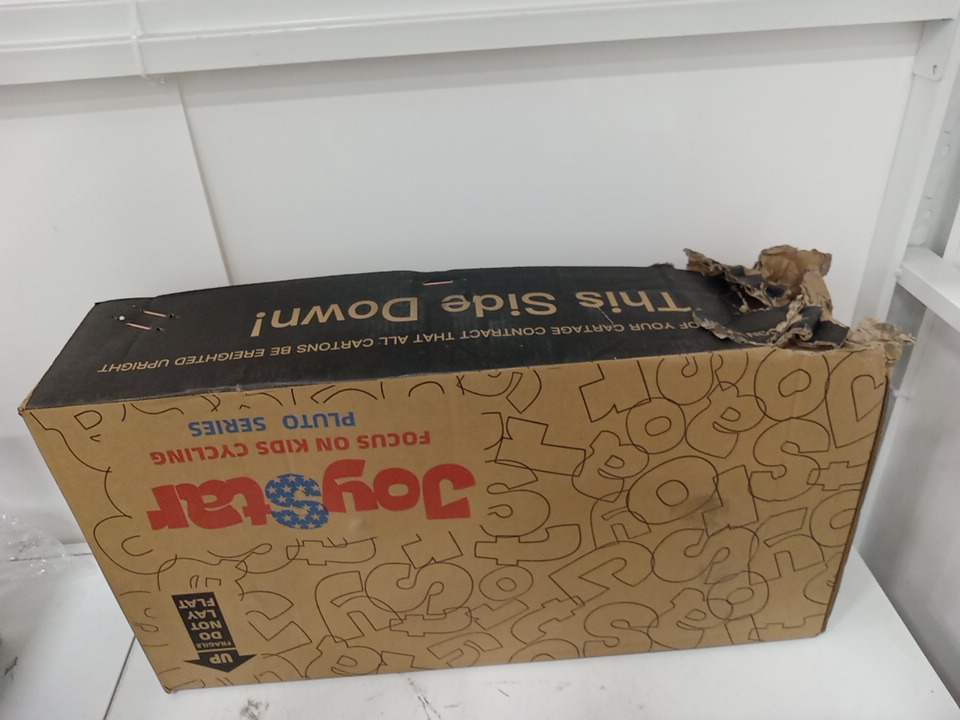 This Side Down!
OF YOUR CARTAGE CONTRACT THAT ALL CARTONS BE EREIGHTED UPRIGHT
UP
FRAGILE
DO
NOT
LAY
FLAT
JoyStar
FOCUS ON KIDS CYCLING
PLUTO SERIES